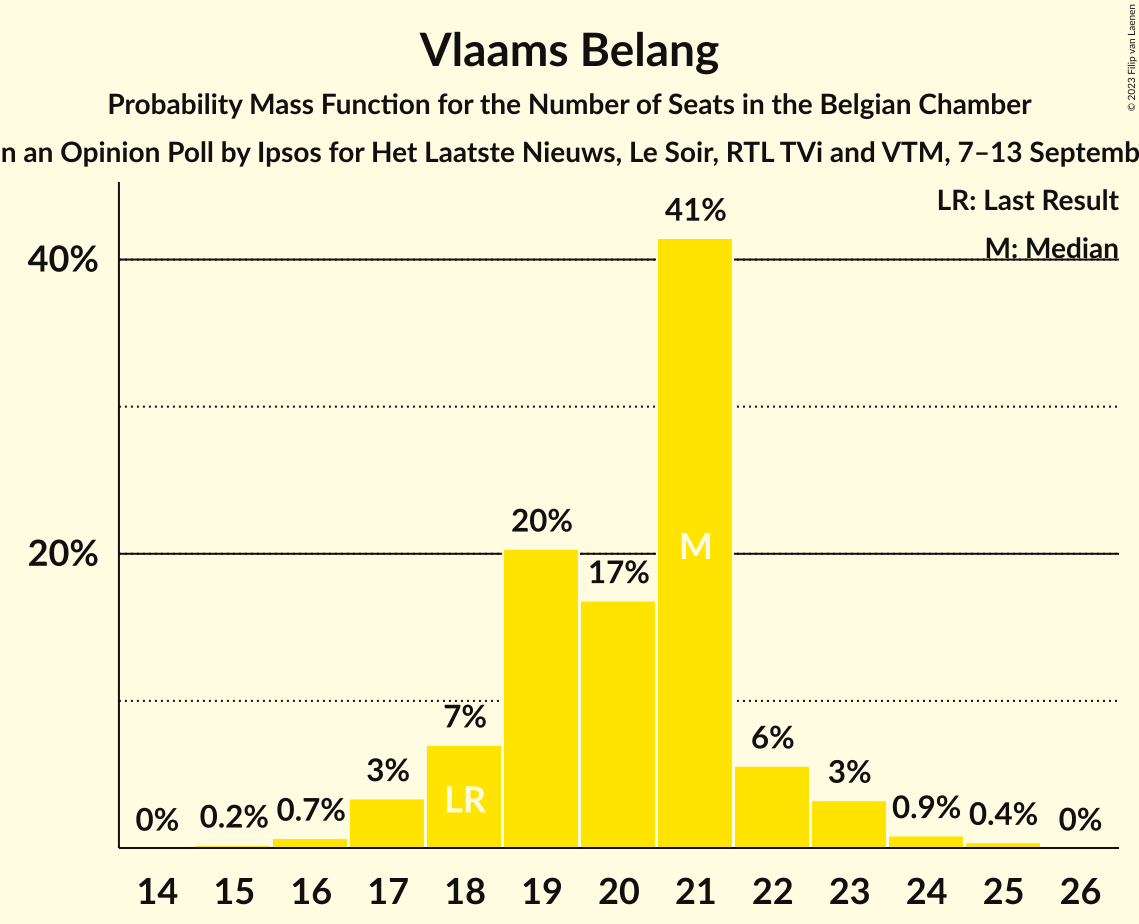 © 2023 Filip van Laenen
Vlaams Belang
Probability Mass Function for the Number of Seats in the Belgian Chamber
an Opinion Poll by Ipsos for Het Laatste Nieuws, Le Soir, RTL TVi and VTM, 7–13
LR: Last Result
M: Median
41%
40%
20%
M
20%
17%
7%
6%
3%
3%
LR
0%
0.2%
0.7%
0.9%
0.4%
0%
14 15 16 17 18 19 20 21 22 23 24 25 26